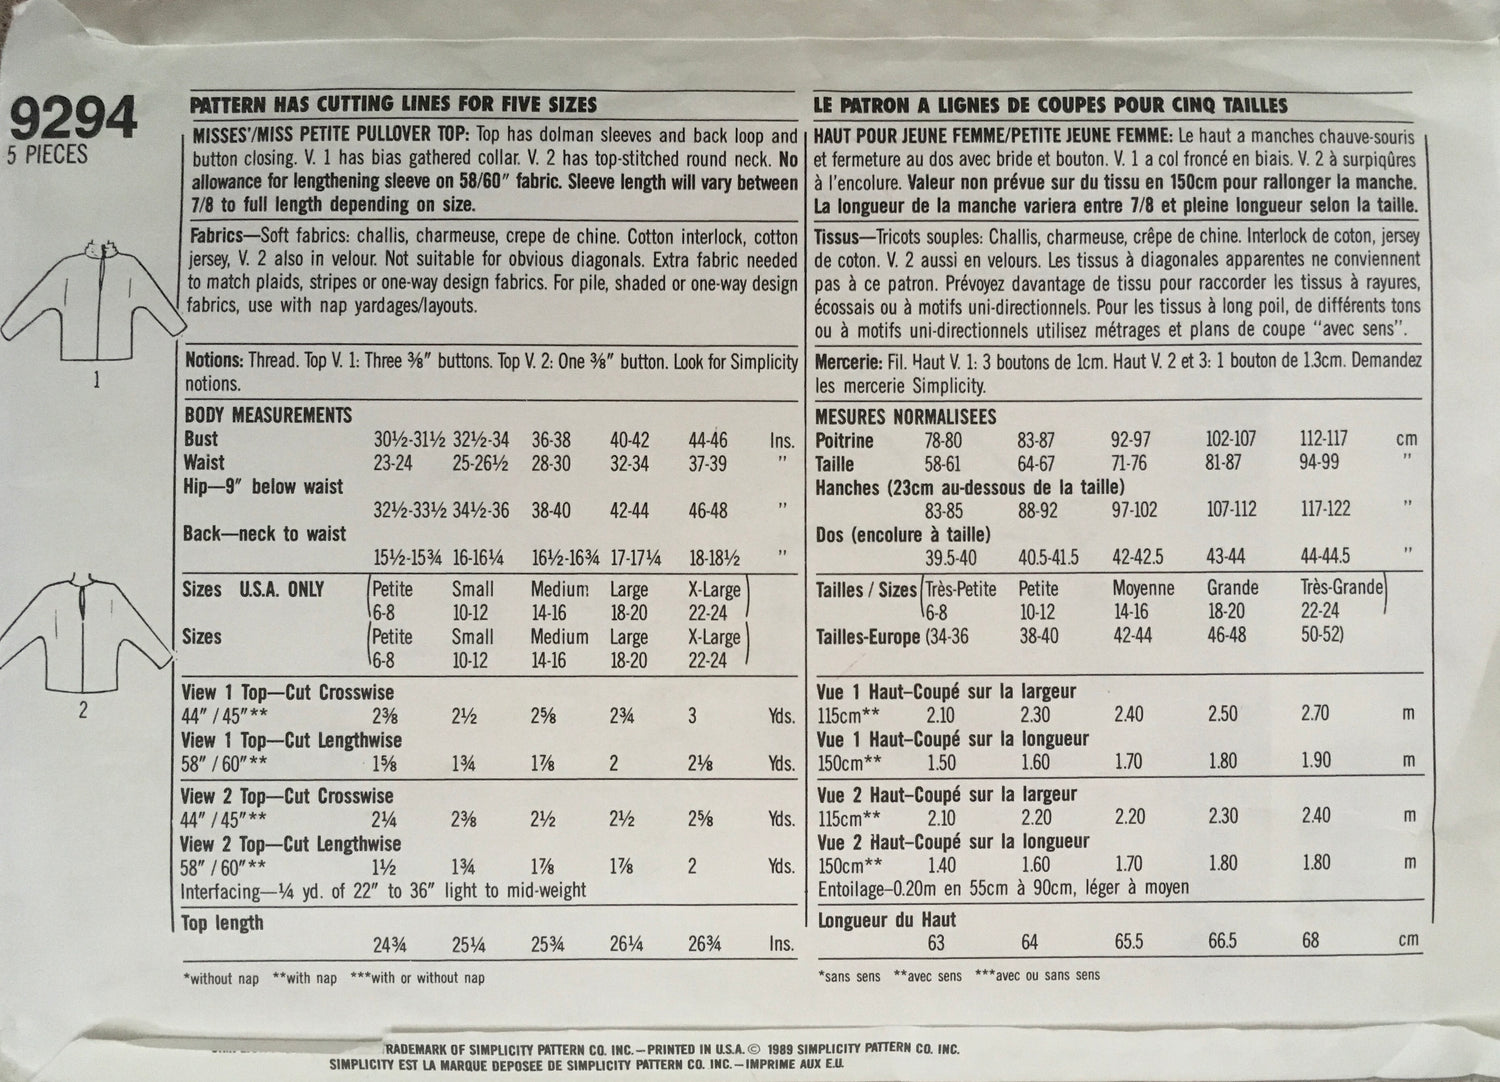 9294
5 PIECES
1
2
PATTERN HAS CUTTING LINES FOR FIVE SIZES
MISSES'/MISS PETITE PULLOVER TOP: Top has dolman sleeves and back loop and
button closing. V. 1 has bias gathered collar. V. 2 has top-stitched round neck. No
allowance for lengthening sleeve on 58/60" fabric. Sleeve length will vary between
7/8 to full length depending on size.
Fabrics—Soft fabrics: challis, charmeuse, crepe de chine. Cotton interlock, cotton
jersey, V. 2 also in velour. Not suitable for obvious diagonals. Extra fabric needed
to match plaids, stripes or one-way design fabrics. For pile, shaded or one-way design
fabrics, use with nap yardages/layouts.
Notions: Thread. Top V. 1: Three ⅜" buttons. Top V. 2: One ⅜" button. Look for Simplicity
notions.
BODY MEASUREMENTS
Bust 30½-31½ 32½-34 36-38 40-42 44-46 Ins.
Waist 23-24 25-26½ 28-30 32-34 37-39 "
Hip—9" below waist
32½-33½ 34½-36 38-40 42-44 46-48 "
Back—neck to waist
15½-15¾ 16-16¼ 16½-16¾ 17-17¼ 18-18½ "
Sizes U.S.A. ONLY (Petite Small Medium Large X-Large)
6-8 10-12 14-16 18-20 22-24
Sizes (Petite Small Medium Large X-Large)
6-8 10-12 14-16 18-20 22-24
View 1 Top—Cut Crosswise
44" / 45"** 2⅜ 2½ 2⅝ 2¾ 3 Yds.
View 1 Top—Cut Lengthwise
58" / 60"** 1⅝ 1¾ 1⅞ 2 2⅛ Yds.
View 2 Top—Cut Crosswise
44" / 45"** 2¼ 2⅜ 2½ 2½ 2⅝ Yds.
View 2 Top—Cut Lengthwise
58" / 60"** 1½ 1¾ 1⅞ 1⅞ 2 Yds.
Interfacing—¼ yd. of 22" to 36" light to mid-weight
Top length
24¾ 25¼ 25¾ 26¼ 26¾ Ins.
*without nap **with nap ***with or without nap
LE PATRON A LIGNES DE COUPES POUR CINQ TAILLES
HAUT POUR JEUNE FEMME/PETITE JEUNE FEMME: Le haut a manches chauve-souris
et fermeture au dos avec bride et bouton. V. 1 a col froncé en biais. V. 2 à surpiqûres
à l'encolure. Valeur non prévue sur du tissu en 150cm pour rallonger la manche.
La longueur de la manche variera entre 7/8 et pleine longueur selon la taille.
Tissus—Tricots souples: Challis, charmeuse, crêpe de chine. Interlock de coton, jersey
de coton. V. 2 aussi en velours. Les tissus à diagonales apparentes ne conviennent
pas à ce patron. Prévoyez davantage de tissu pour raccorder les tissus à rayures,
écossais ou à motifs uni-directionnels. Pour les tissus à long poil, de différents tons
ou à motifs uni-directionnels utilisez métrages et plans de coupe "avec sens".
Mercerie: Fil. Haut V. 1: 3 boutons de 1cm. Haut V. 2 et 3: 1 bouton de 1.3cm. Demandez
les mercerie Simplicity.
MESURES NORMALISEES
Poitrine 78-80 83-87 92-97 102-107 112-117 cm
Taille 58-61 64-67 71-76 81-87 94-99 "
Hanches (23cm au-dessous de la taille)
83-85 88-92 97-102 107-112 117-122 "
Dos (encolure à taille)
39.5-40 40.5-41.5 42-42.5 43-44 44-44.5 "
Tailles / Sizes (Très-Petite Petite Moyenne Grande Très-Grande)
6-8 10-12 14-16 18-20 22-24
Tailles-Europe (34-36 38-40 42-44 46-48 50-52)
Vue 1 Haut–Coupé sur la largeur
115cm** 2.10 2.30 2.40 2.50 2.70 m
Vue 1 Haut–Coupé sur la longueur
150cm** 1.50 1.60 1.70 1.80 1.90 m
Vue 2 Haut–Coupé sur la largeur
115cm** 2.10 2.20 2.20 2.30 2.40 m
Vue 2 Haut–Coupé sur la longueur
150cm** 1.40 1.60 1.70 1.80 1.80 m
Entoilage–0.20m en 55cm à 90cm, léger à moyen
Longueur du Haut
63 64 65.5 66.5 68 cm
*sans sens **avec sens ***avec ou sans sens
RADEMARK OF SIMPLICITY PATTERN CO. INC.—PRINTED IN U.S.A. © 1989 SIMPLICITY PATTERN CO. INC.
SIMPLICITY EST LA MARQUE DEPOSEE DE SIMPLICITY PATTERN CO. INC.—IMPRIME AUX E.U.